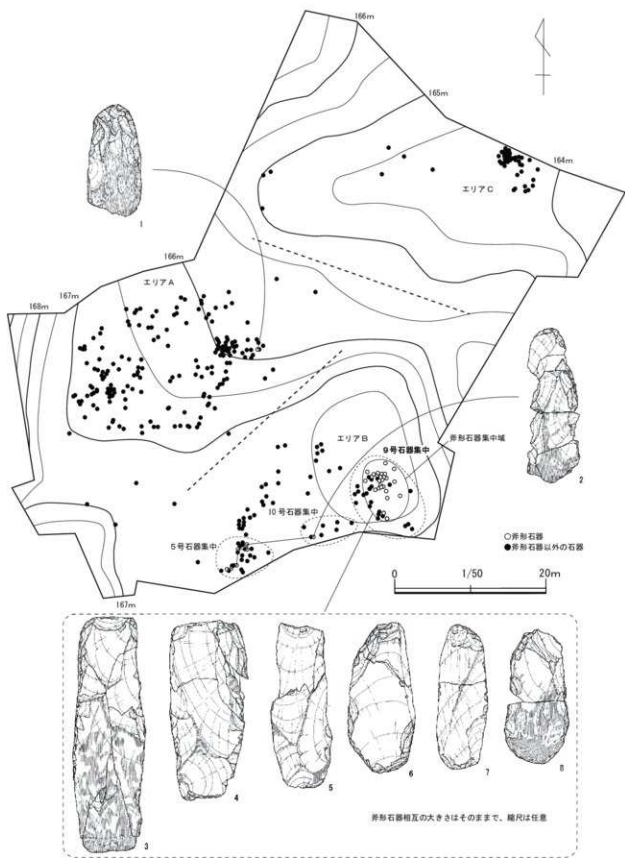 166m
165m
164m
エリアC
1
166m
エリアA
167m
168m
エリアB
9号石器集中
斧形石器集中域
2
10号石器集中
5号石器集中
○斧形石器
●斧形石器以外の石器
0 1/50 20m
167m
3
4
5
6
7
8
斧形石器相互の大きさはそのままで、縮尺は任意